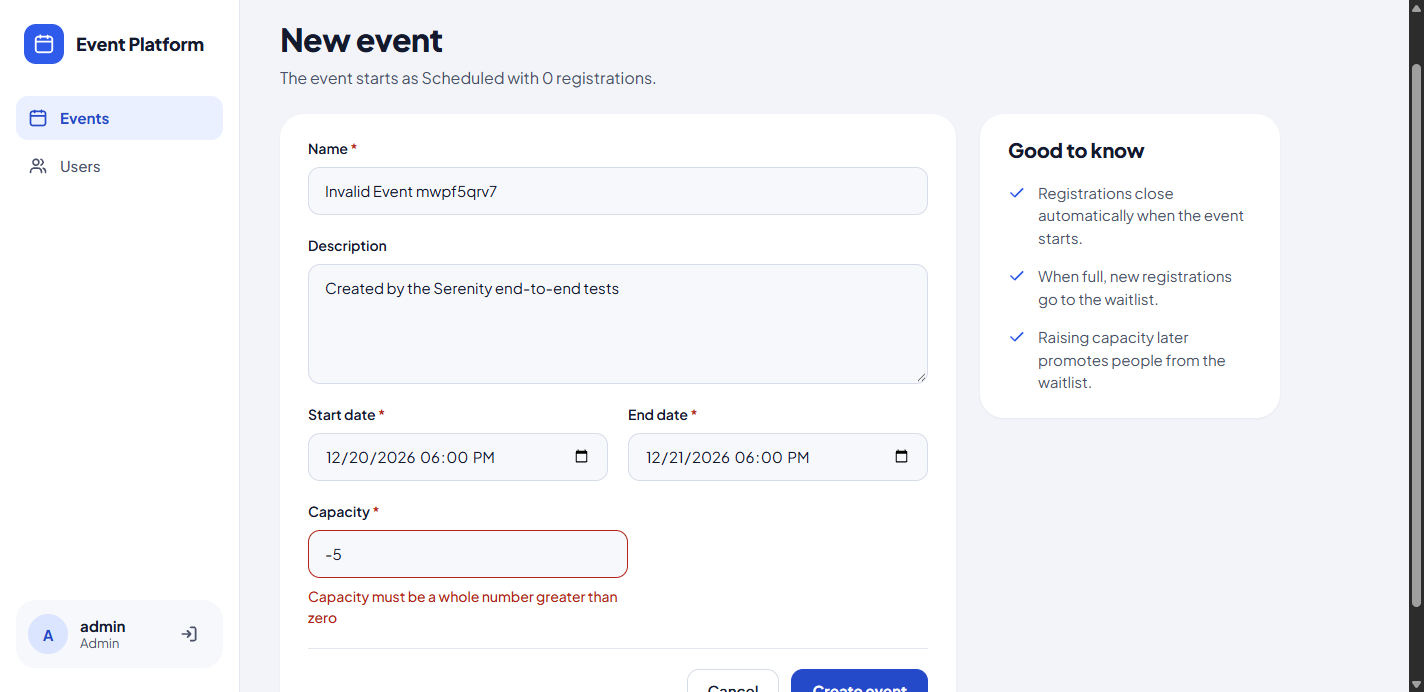 Event Platform
Events
Users
admin
A
Admin
New event
The event starts as Scheduled with 0 registrations.
Name *
Invalid Event mwpf5qrv7
Description
Created by the Serenity end-to-end tests
Start date *
End date *
12/20/2026 06:00 PM
12/21/2026 06:00 PM
Capacity *
-5
Capacity must be a whole number greater than
zero
Cancel
Create event
Good to know
Registrations close
automatically when the event
starts.
When full, new registrations
go to the waitlist.
Raising capacity later
promotes people from the
waitlist.